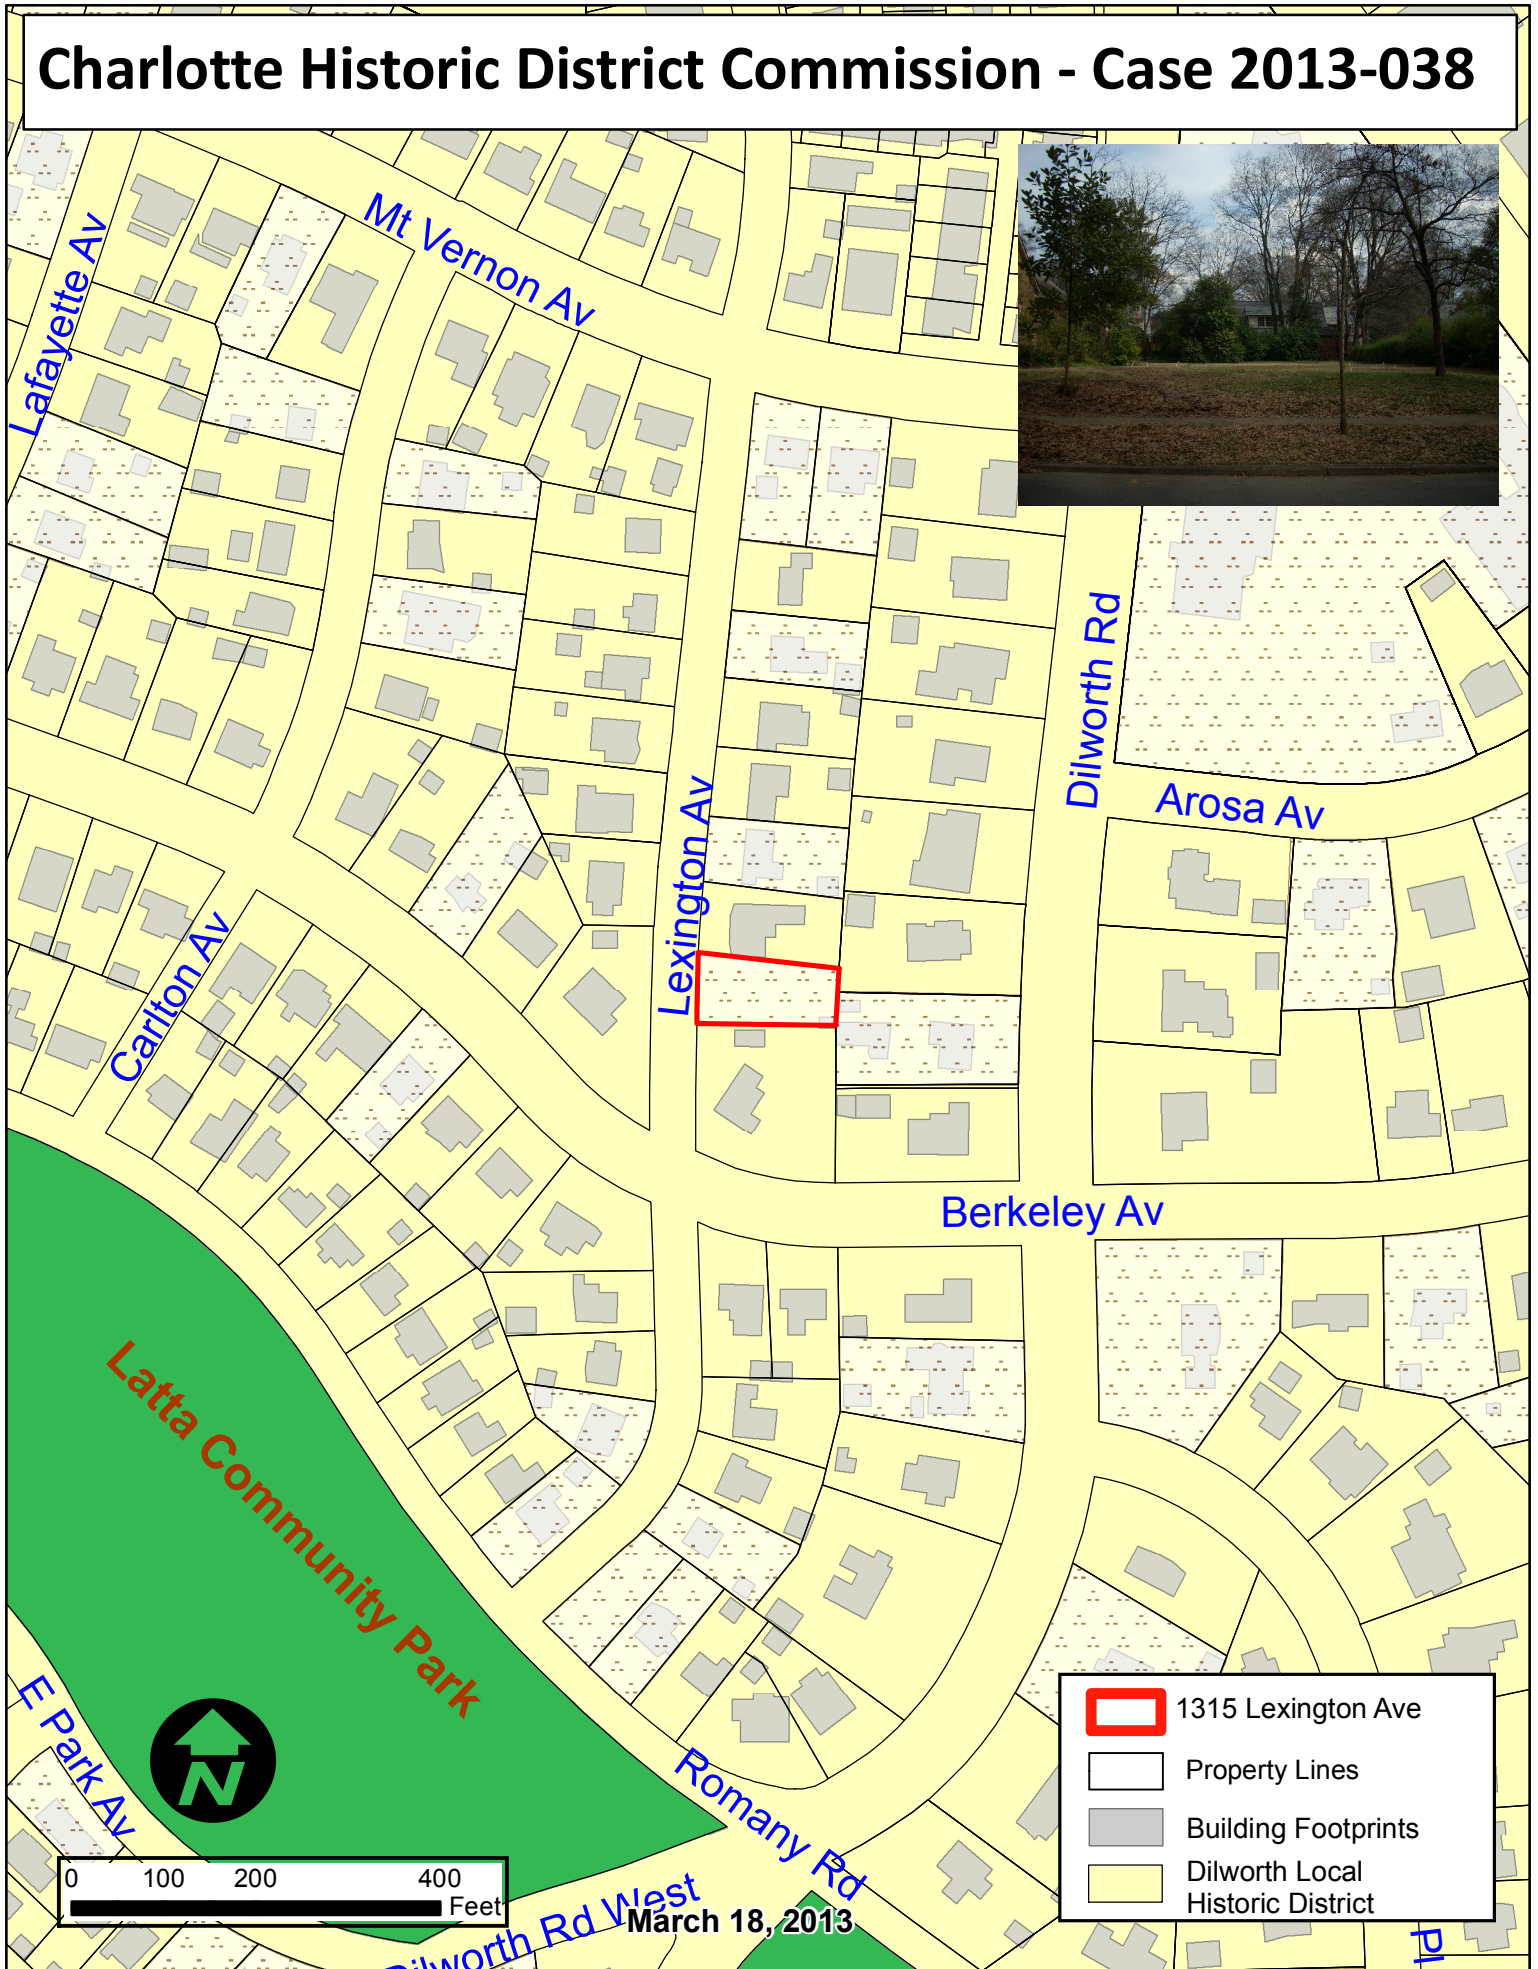 Charlotte Historic District Commission - Case 2013-038
Mt Vernon Av
Lafayette Av
Dilworth Rd
Arosa Av
Lexington Av
Carlton Av
Berkeley Av
Latta Community Park
E Park Av
N
Romany Rd
Dilworth Rd West
Pl
1315 Lexington Ave
Property Lines
Building Footprints
Dilworth Local
Historic District
0 100 200 400
Feet
March 18, 2013